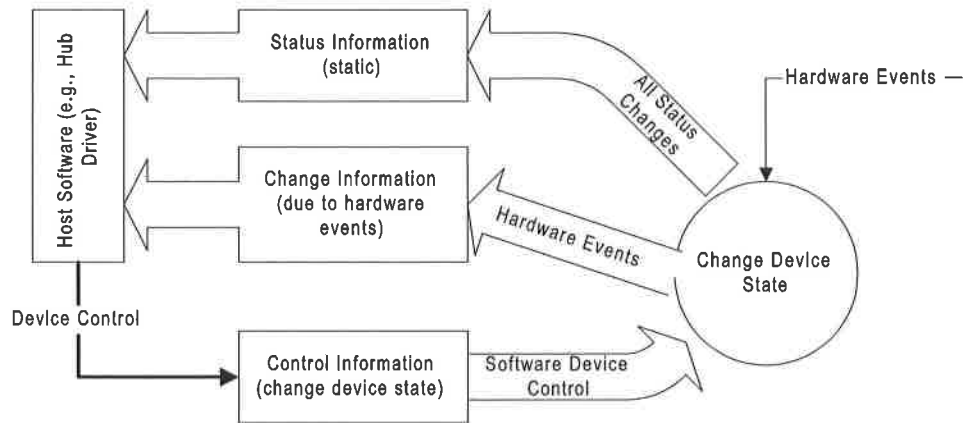 Host Software (e.g., Hub
Driver)
Status Information
(static)
All Status
Changes
Hardware Events
Change Information
(due to hardware
events)
Hardware Events
Change Device
State
Device Control
Control Information
(change device state)
Software Device
Control